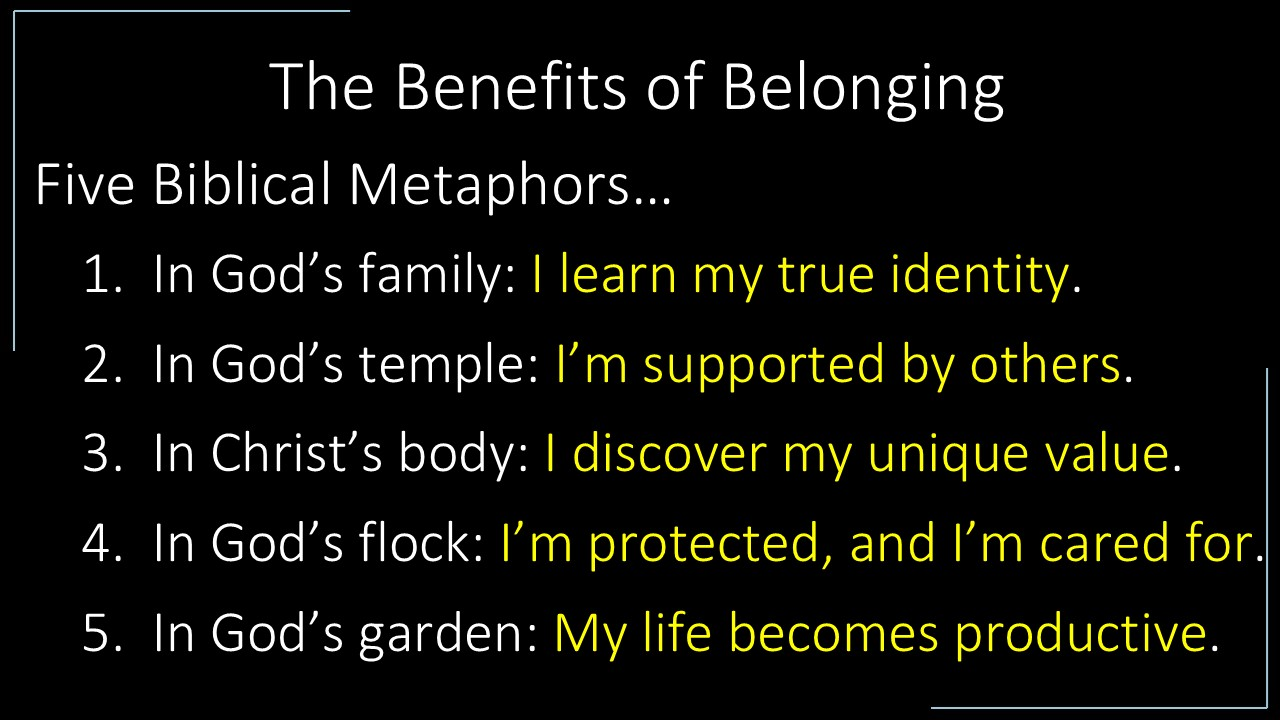 The Benefits of Belonging
Five Biblical Metaphors…
1. In God’s family: I learn my true identity.
2. In God’s temple: I’m supported by others.
3. In Christ’s body: I discover my unique value.
4. In God’s flock: I’m protected, and I’m cared for.
5. In God’s garden: My life becomes productive.